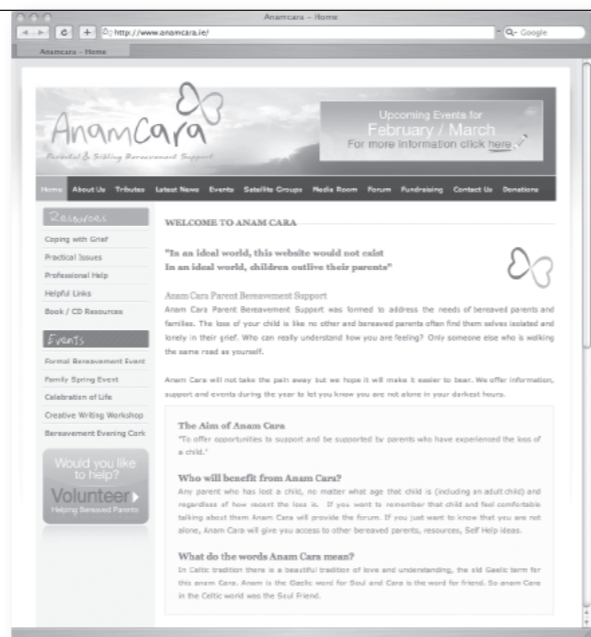 Anamcara – Home
http://www.anamcara.ie/
Google
Anamcara – Home
AnamCara
Parental & Sibling Bereavement Support
Upcoming Events for
February / March
For more information click here
Home About Us Tributes Latest News Events Satellite Groups Media Room Forum Fundraising Contact Us Donations
Resources
Coping with Grief
Practical Issues
Professional Help
Helpful Links
Book / CD Resources
Events
Formal Bereavement Event
Family Spring Event
Celebration of Life
Creative Writing Workshop
Bereavement Evening Cork
Would you like
to help?
Volunteer
Helping Bereaved Parents
WELCOME TO ANAM CARA
"In an ideal world, this website would not exist
In an ideal world, children outlive their parents"
Anam Cara Parent Bereavement Support
Anam Cara Parent Bereavement Support was formed to address the needs of bereaved parents and
families. The loss of your child is like no other and bereaved parents often find them selves isolated and
lonely in their grief. Who can really understand how you are feeling? Only someone else who is walking
the same road as yourself.
Anam Cara will not take the pain away but we hope it will make it easier to bear. We offer information,
support and events during the year to let you know you are not alone in your darkest hours.
The Aim of Anam Cara
"To offer opportunities to support and be supported by parents who have experienced the loss of
a child."
Who will benefit from Anam Cara?
Any parent who has lost a child, no matter what age that child is (including an adult child) and
regardless of how recent the loss is. If you want to remember that child and feel comfortable
talking about them Anam Cara will provide the forum. If you just want to know that you are not
alone, Anam Cara will give you access to other bereaved parents, resources, Self Help ideas.
What do the words Anam Cara mean?
In Celtic tradition there is a beautiful tradition of love and understanding, the old Gaelic term for
this anam Cara. Anam is the Gaelic word for Soul and Cara is the word for friend. So anam Cara
in the Celtic world was the Soul Friend.